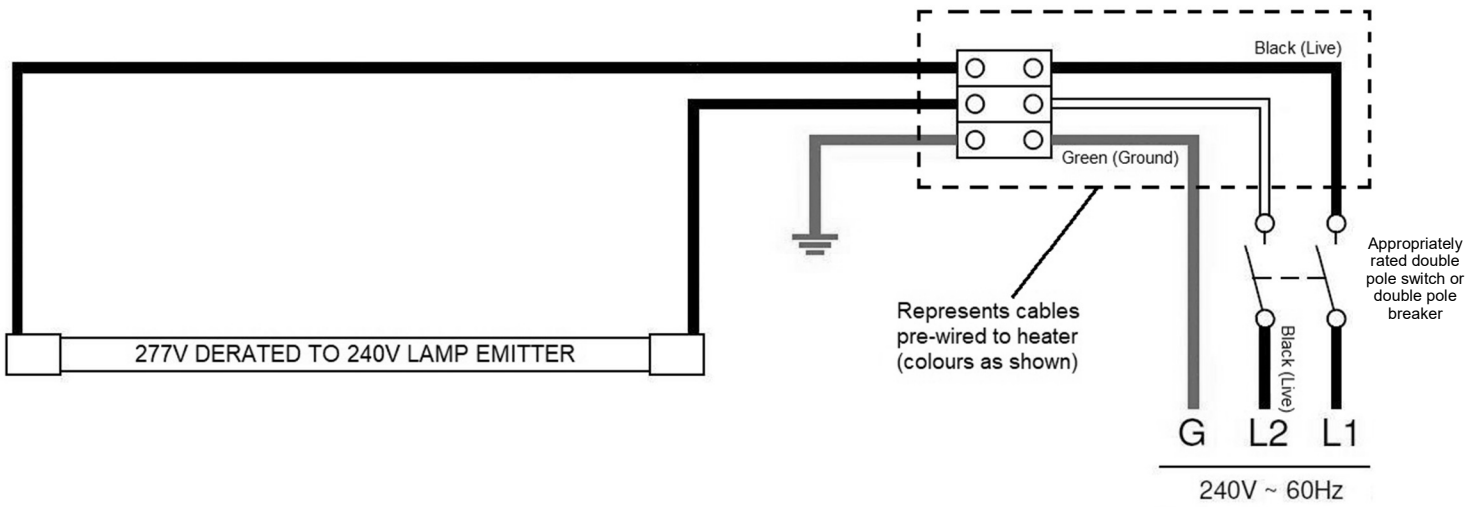 Black (Live)
Green (Ground)
Appropriately
rated double
pole switch or
double pole
breaker
Represents cables
pre-wired to heater
(colours as shown)
277V DERATED TO 240V LAMP EMITTER
Black (Live)
G L2 L1
240V ~ 60Hz